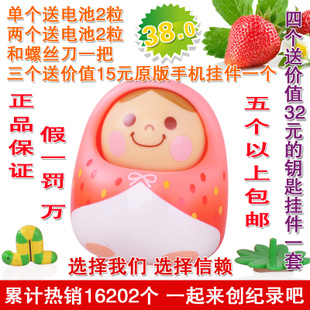 单个送电池2粒
两个送电池2粒
和螺丝刀一把
38.0
三个送价值15元原版手机挂件一个
四个送价值32元的钥匙挂件一套
正品保证
假一罚万
五个以上包邮
选择我们 选择信赖
累计热销16202个 一起来创纪录吧